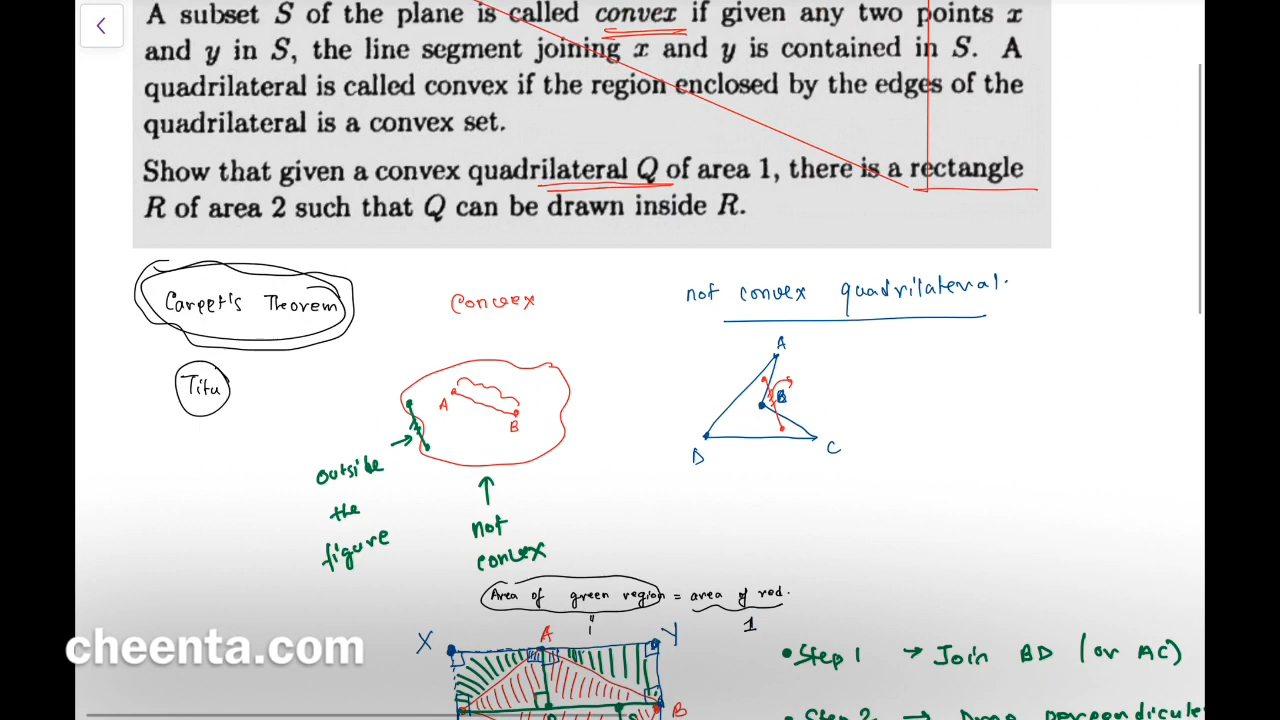 A subset S of the plane is called convex if given any two points x
and y in S, the line segment joining x and y is contained in S. A
quadrilateral is called convex if the region enclosed by the edges of the
quadrilateral is a convex set.
Show that given a convex quadrilateral Q of area 1, there is a rectangle
R of area 2 such that Q can be drawn inside R.
Carpet's Theorem
Convex
not convex quadrilateral.
Titu
A
B
A
B
D
C
outside
the
figure
not
convex
Area of green region = area of red.
1
1
cheenta.com
X
A
Y
B
• Step 1 → Join BD (or AC)